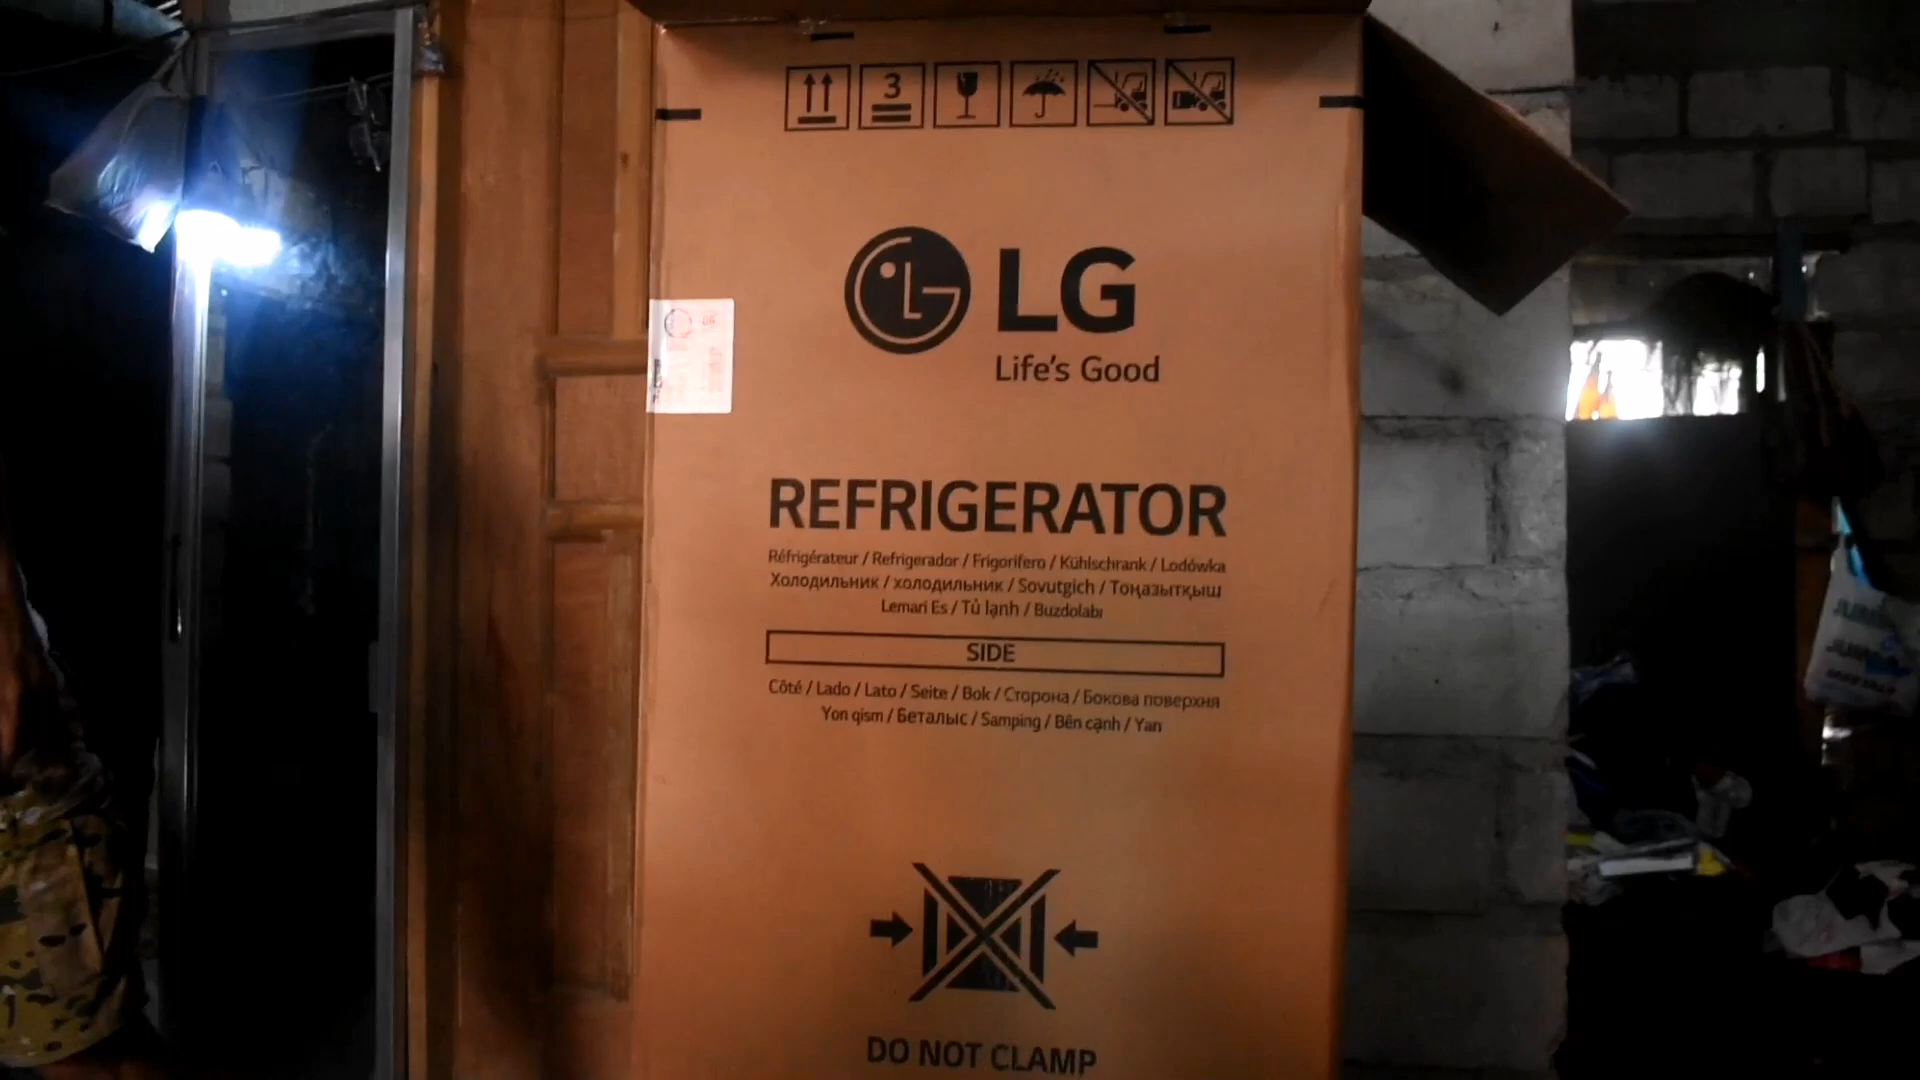 3
LG
Life's Good
REFRIGERATOR
Réfrigérateur / Refrigerador / Frigorifero / Kühlschrank / Lodówka
Холодильник / холодильник / Sovutgich / Тоңазытқыш
Lemari Es / Tủ lạnh / Buzdolabı
SIDE
Côté / Lado / Lato / Seite / Bok / Сторона / Бокова поверхня
Yon qism / Беталыс / Samping / Bên cạnh / Yan
DO NOT CLAMP